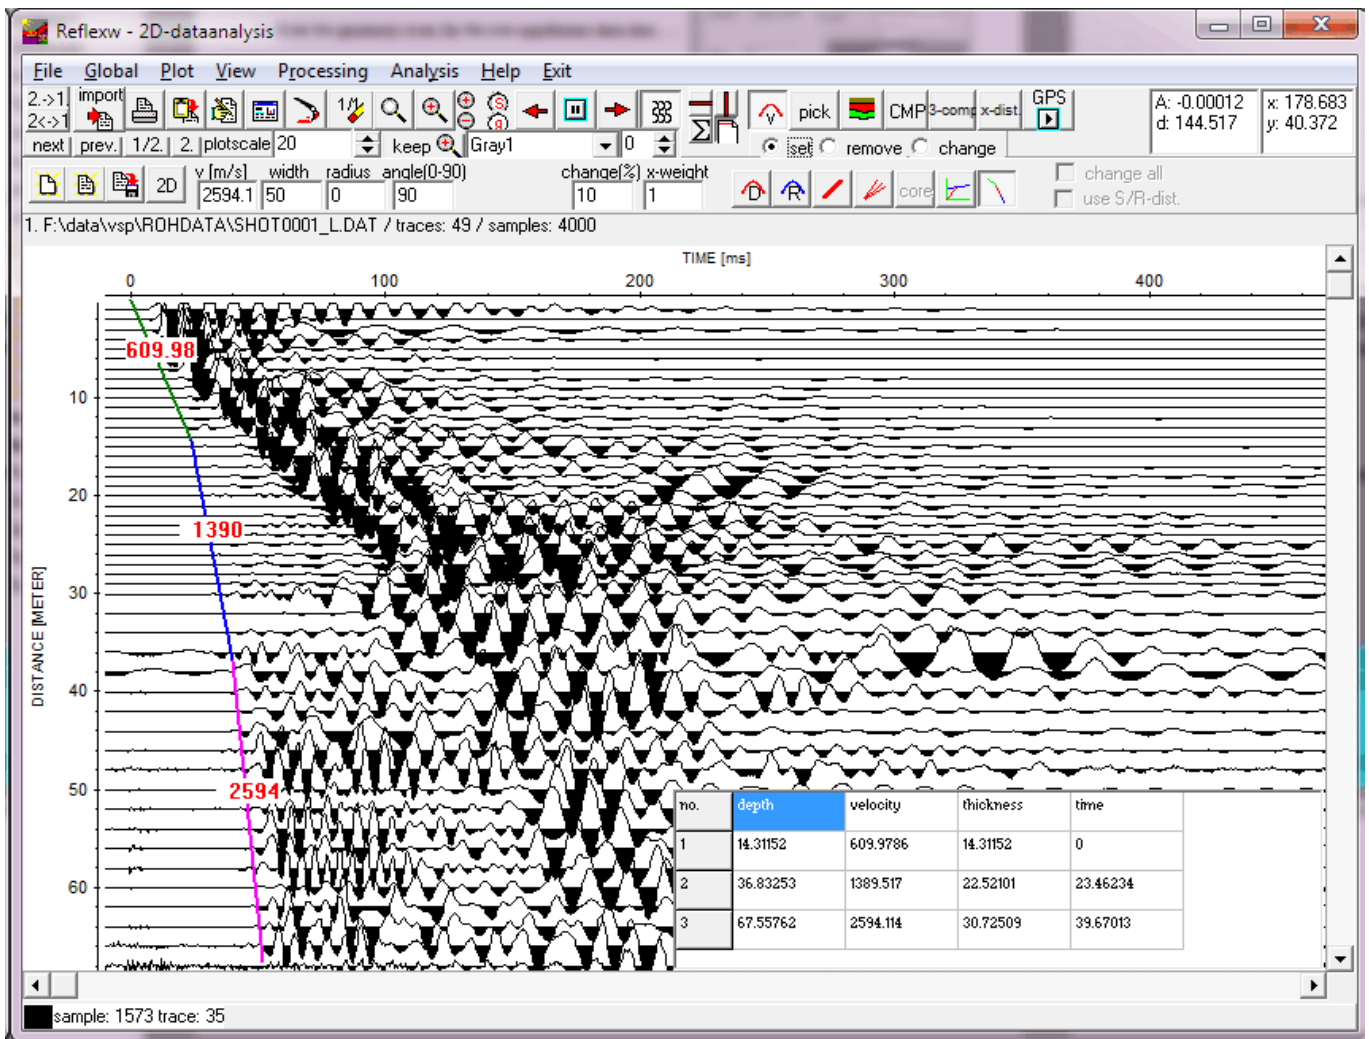 Reflexw - 2D-dataanalysis
File Global Plot View Processing Analysis Help Exit
2.->1. import 1/2 GPS A: -0.00012 x: 178.683
2<->1 pick CMP 3-comp x-dist. d: 144.517 y: 40.372
next prev. 1/2. 2. plotscale 20 keep Gray1 0 set remove change
v [m/s] width radius angle(0-90) change(%) x-weight change all
2D 2594.1 50 0 90 10 1 D R core use S/R-dist.
1. F:\data\vsp\ROHDATA\SHOT0001_L.DAT / traces: 49 / samples: 4000
TIME [ms]
0 100 200 300 400
609.98
10
20
1390
30
DISTANCE [METER]
40
2594
50
60
no. depth velocity thickness time
1 14.31152 609.9786 14.31152 0
2 36.83253 1389.517 22.52101 23.46234
3 67.55762 2594.114 30.72509 39.67013
sample: 1573 trace: 35